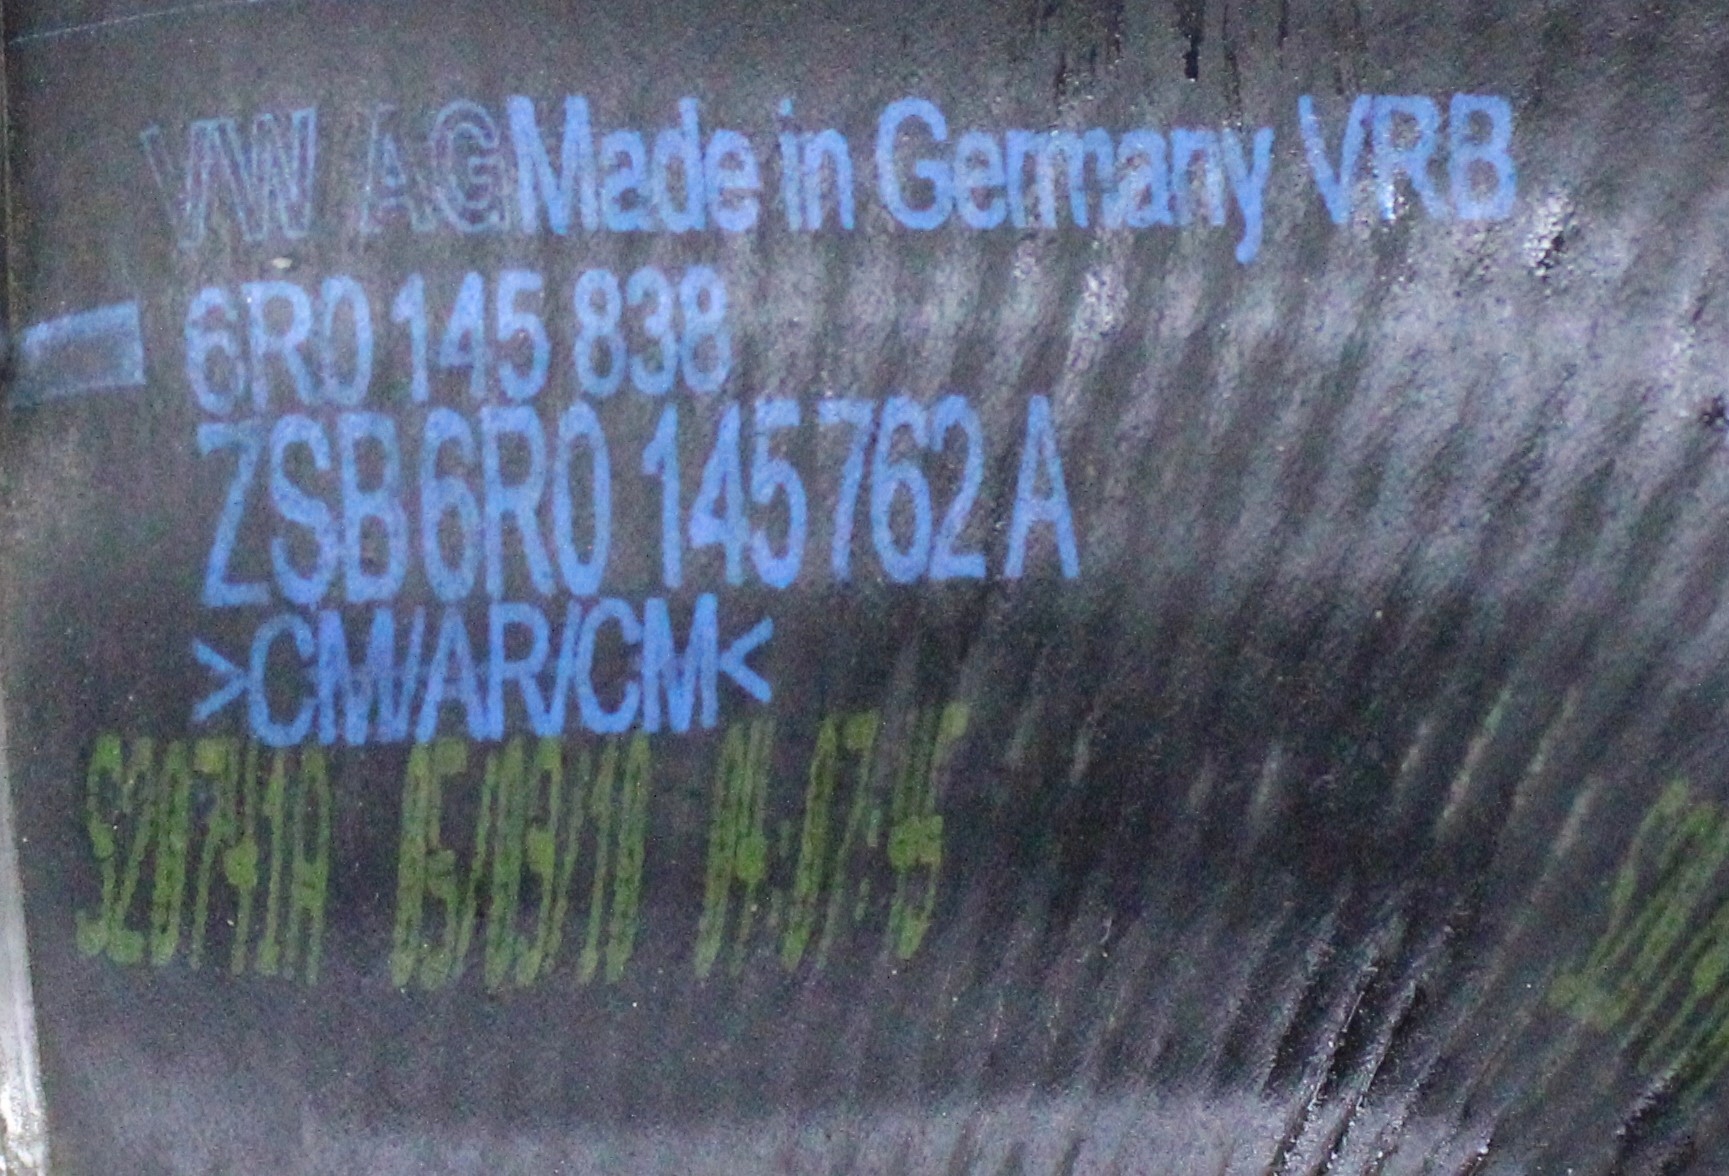 VW AG Made in Germany VRB
6R0 145 838
ZSB 6R0 145 762 A
>CM/AR/CM<